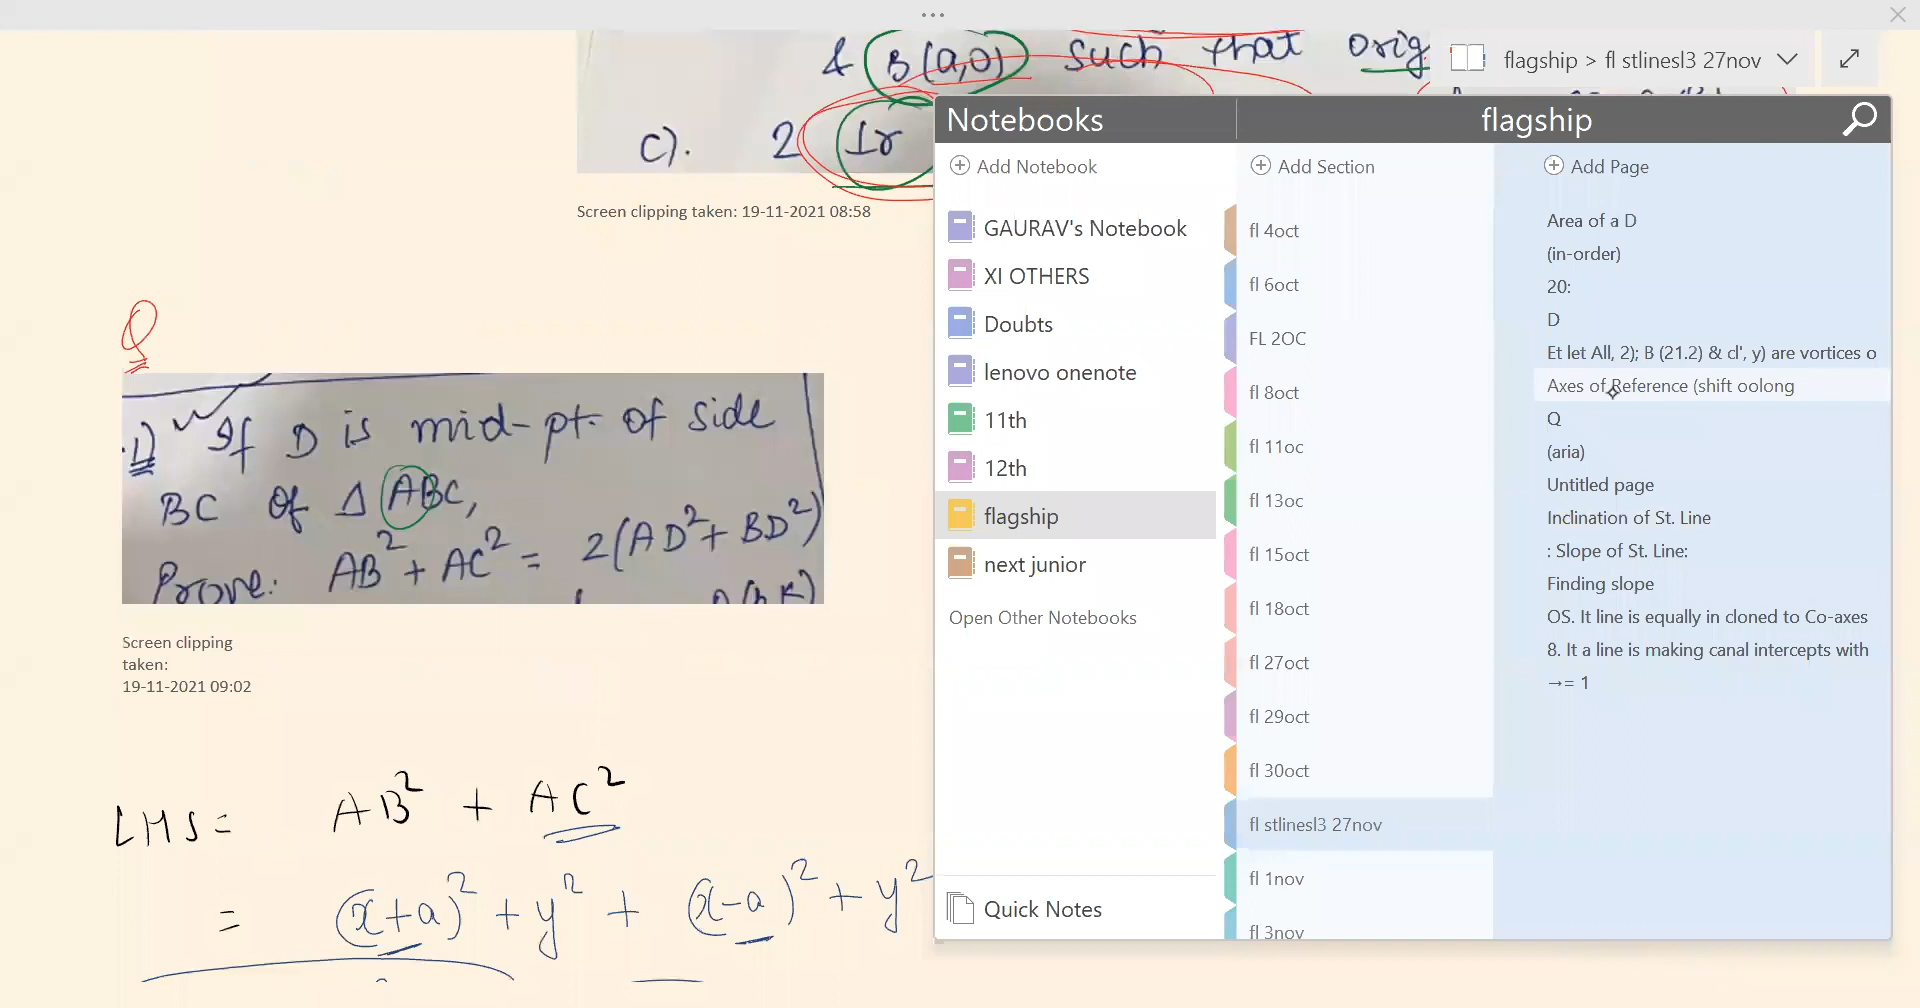 & B(a,0) such that orig
c). 2 Ir
Screen clipping taken: 19-11-2021 08:58
Q
.1) If D is mid-pt. of side
BC of Δ ABC,
Prove: AB² + AC² = 2(AD² + BD²)
Screen clipping
taken:
19-11-2021 09:02
LHS = AB² + AC²
= (x+a)² + y² + (x-a)² + y²
flagship > fl stlinesl3 27nov
Notebooks
flagship
Add Notebook
GAURAV's Notebook
XI OTHERS
Doubts
lenovo onenote
11th
12th
flagship
next junior
Open Other Notebooks
Quick Notes
Add Section
fl 4oct
fl 6oct
FL 2OC
fl 8oct
fl 11oc
fl 13oc
fl 15oct
fl 18oct
fl 27oct
fl 29oct
fl 30oct
fl stlinesl3 27nov
fl 1nov
fl 3nov
Add Page
Area of a D
(in-order)
20:
D
Et let All, 2); B (21.2) & cl', y) are vortices o
Axes of Reference (shift oolong
Q
(aria)
Untitled page
Inclination of St. Line
: Slope of St. Line:
Finding slope
OS. It line is equally in cloned to Co-axes
8. It a line is making canal intercepts with
→= 1